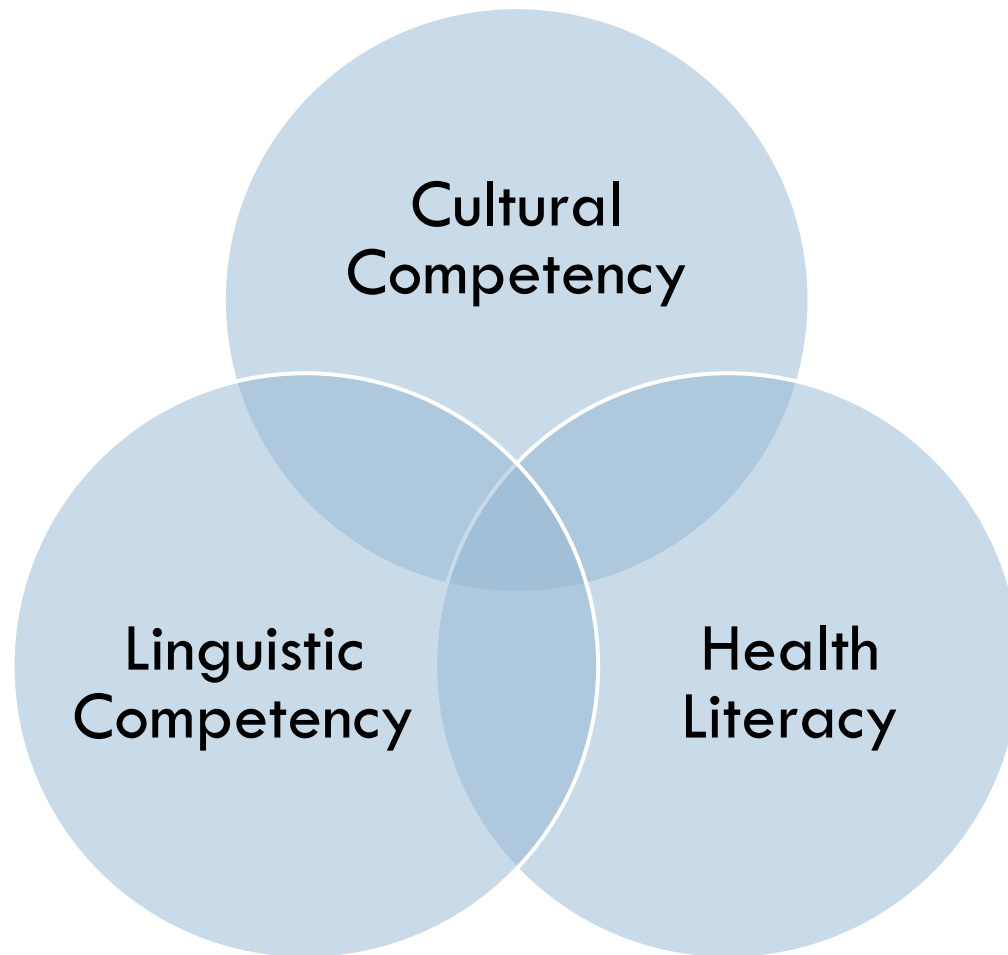 Cultural
Competency
Linguistic
Competency
Health
Literacy